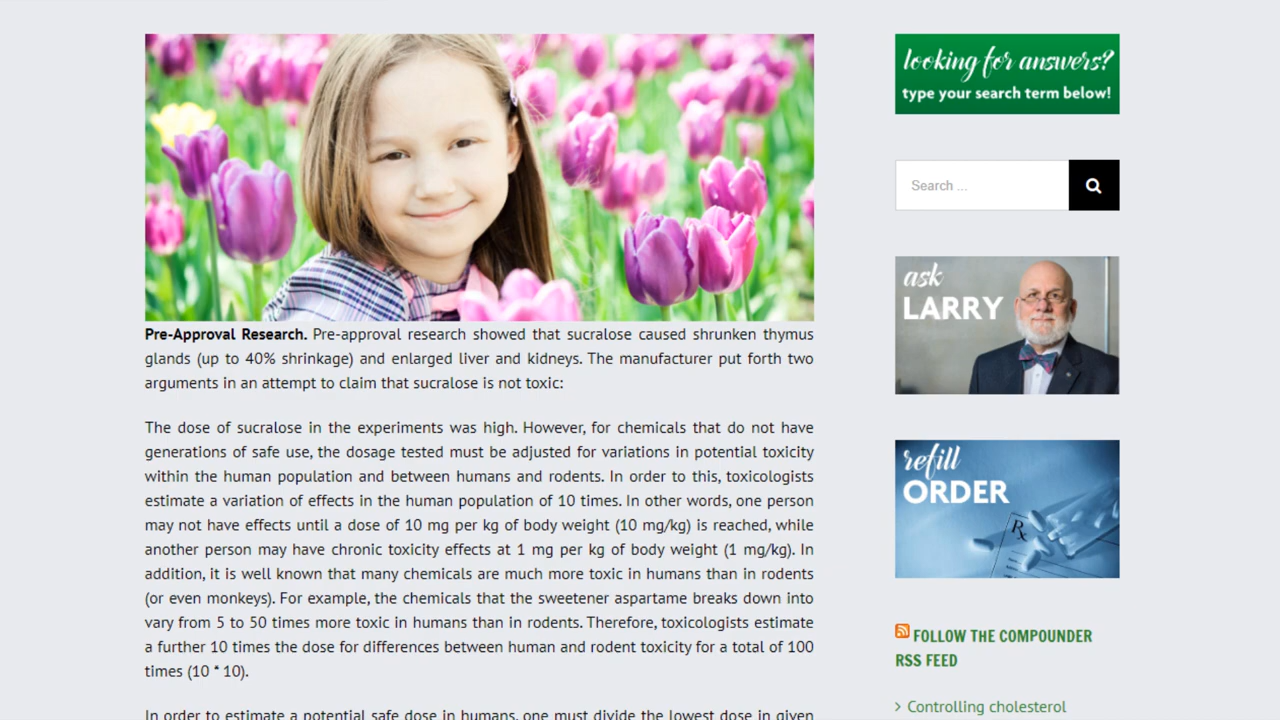 Pre-Approval Research. Pre-approval research showed that sucralose caused shrunken thymus
glands (up to 40% shrinkage) and enlarged liver and kidneys. The manufacturer put forth two
arguments in an attempt to claim that sucralose is not toxic:
The dose of sucralose in the experiments was high. However, for chemicals that do not have
generations of safe use, the dosage tested must be adjusted for variations in potential toxicity
within the human population and between humans and rodents. In order to this, toxicologists
estimate a variation of effects in the human population of 10 times. In other words, one person
may not have effects until a dose of 10 mg per kg of body weight (10 mg/kg) is reached, while
another person may have chronic toxicity effects at 1 mg per kg of body weight (1 mg/kg). In
addition, it is well known that many chemicals are much more toxic in humans than in rodents
(or even monkeys). For example, the chemicals that the sweetener aspartame breaks down into
vary from 5 to 50 times more toxic in humans than in rodents. Therefore, toxicologists estimate
a further 10 times the dose for differences between human and rodent toxicity for a total of 100
times (10 * 10).
In order to estimate a potential safe dose in humans, one must divide the lowest dose in given
looking for answers?
type your search term below!
Search ...
ask
LARRY
refill
ORDER
Rx
FOLLOW THE COMPOUNDER
RSS FEED
> Controlling cholesterol